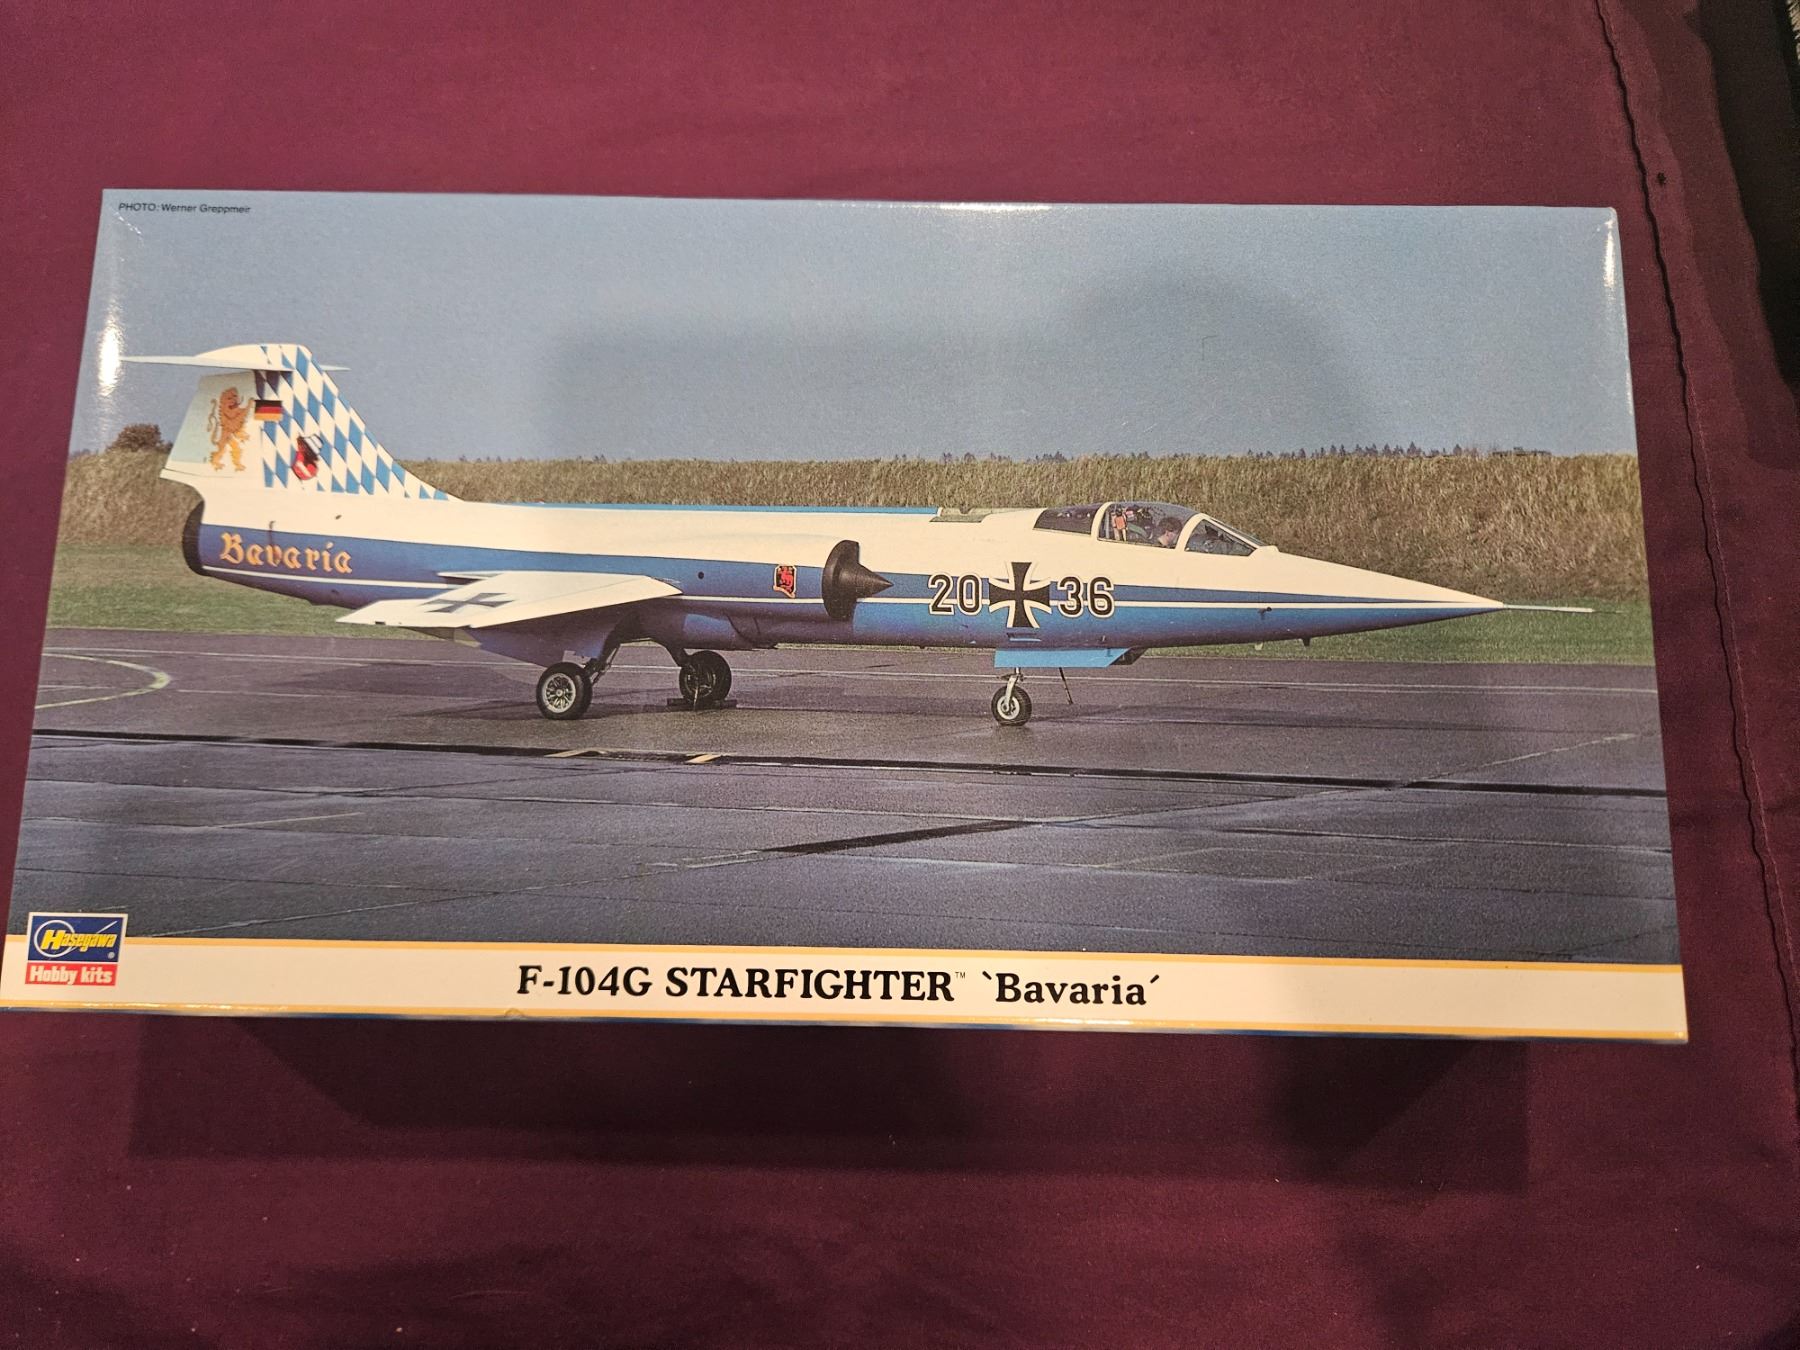 PHOTO: Werner Greppmeir
Bavaria
20 36
Hasegawa®
Hobby kits
F-104G STARFIGHTER™ `Bavaria´